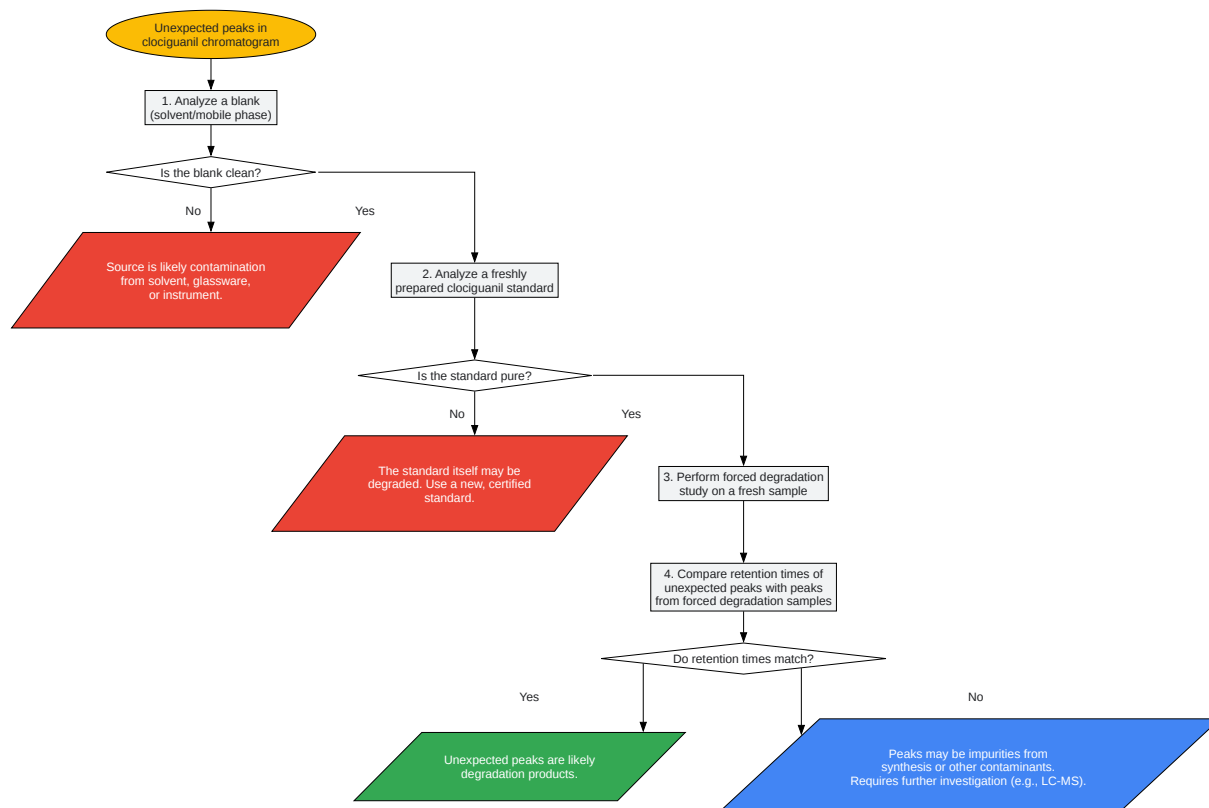 Unexpected peaks in
clociguanil chromatogram
1. Analyze a blank
(solvent/mobile phase)
Is the blank clean?
No
Yes
Source is likely contamination
from solvent, glassware,
or instrument.
2. Analyze a freshly
prepared clociguanil standard
Is the standard pure?
No
Yes
The standard itself may be
degraded. Use a new, certified
standard.
3. Perform forced degradation
study on a fresh sample
4. Compare retention times of
unexpected peaks with peaks
from forced degradation samples
Do retention times match?
Yes
No
Unexpected peaks are likely
degradation products.
Peaks may be impurities from
synthesis or other contaminants.
Requires further investigation (e.g., LC-MS).